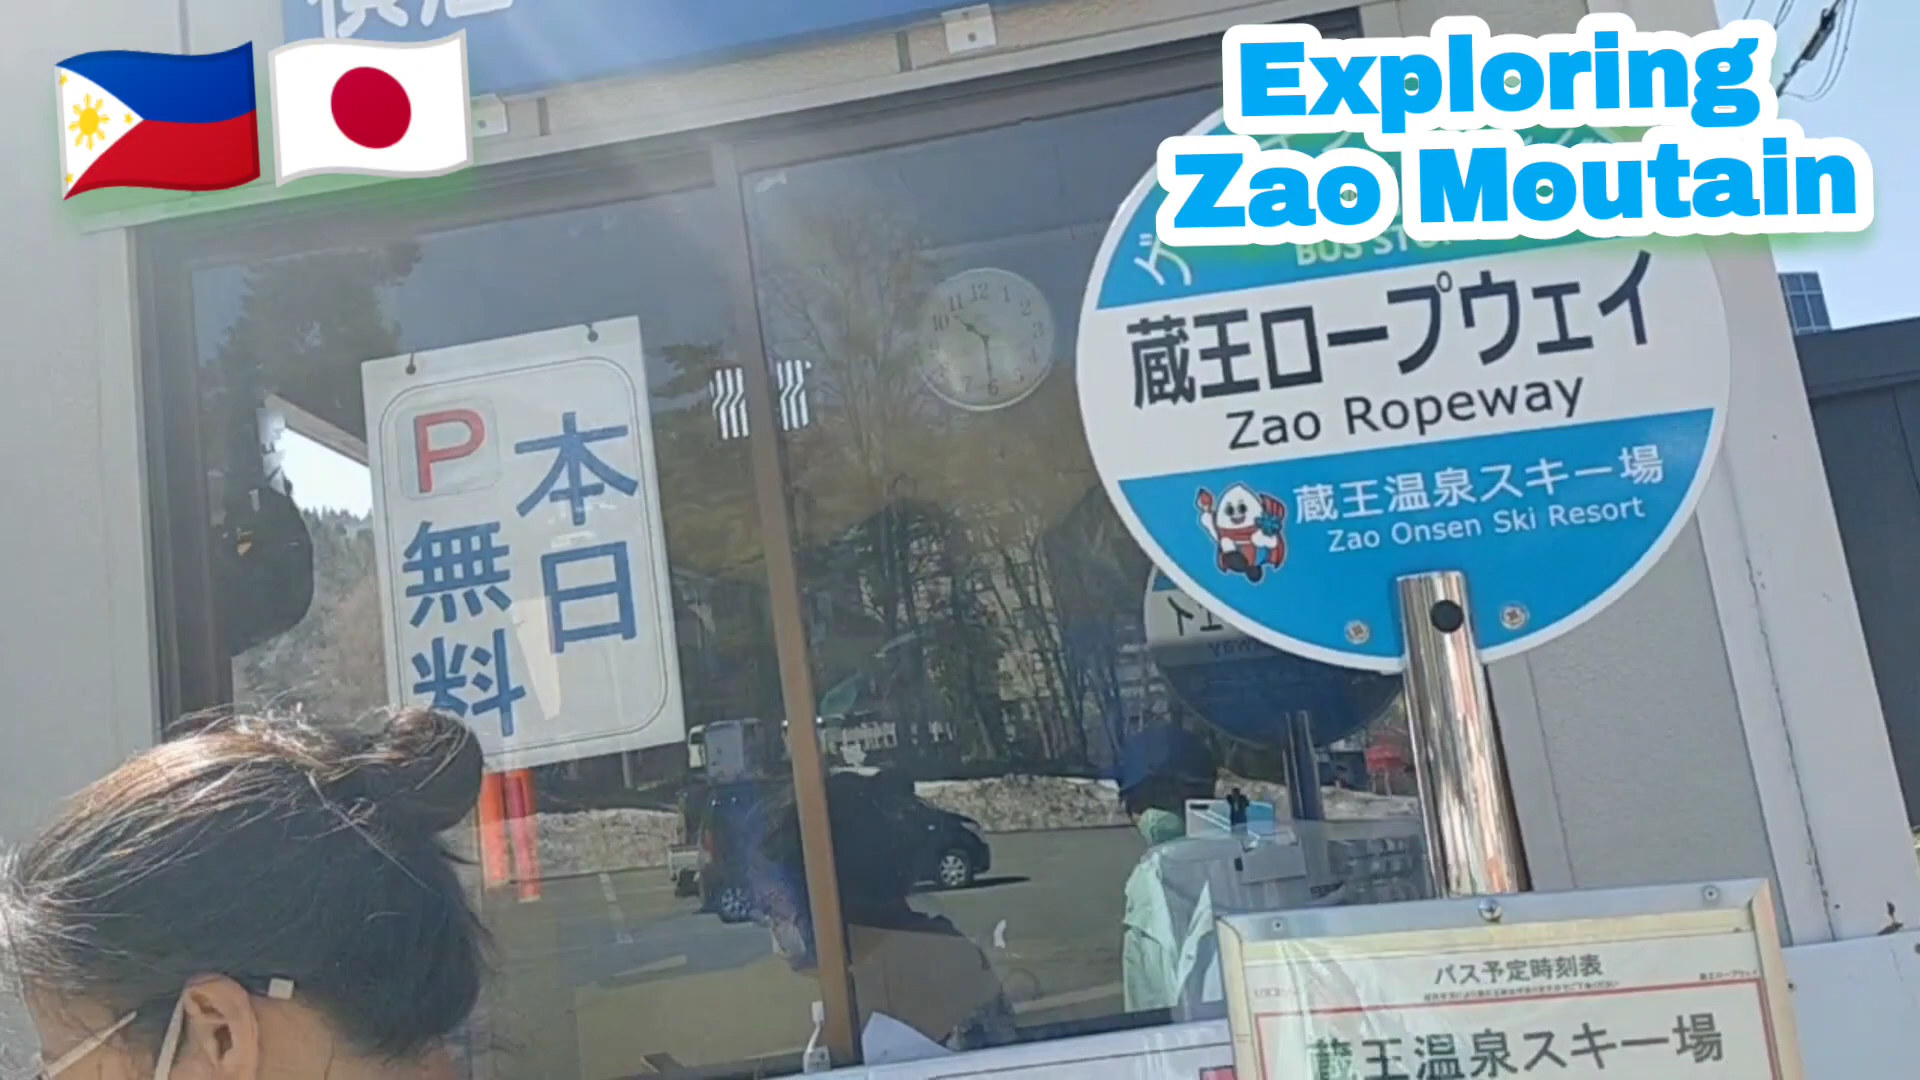 Exploring
Zao Moutain
BUS STOP
蔵王ロープウェイ
Zao Ropeway
蔵王温泉スキー場
Zao Onsen Ski Resort
本日
P無料
バス予定時刻表
蔵王温泉スキー場